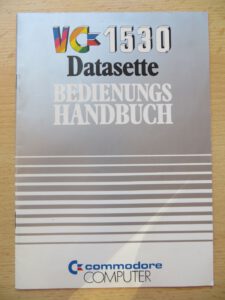 VC 1530
Datasette
BEDIENUNGS
HANDBUCH
commodore
COMPUTER